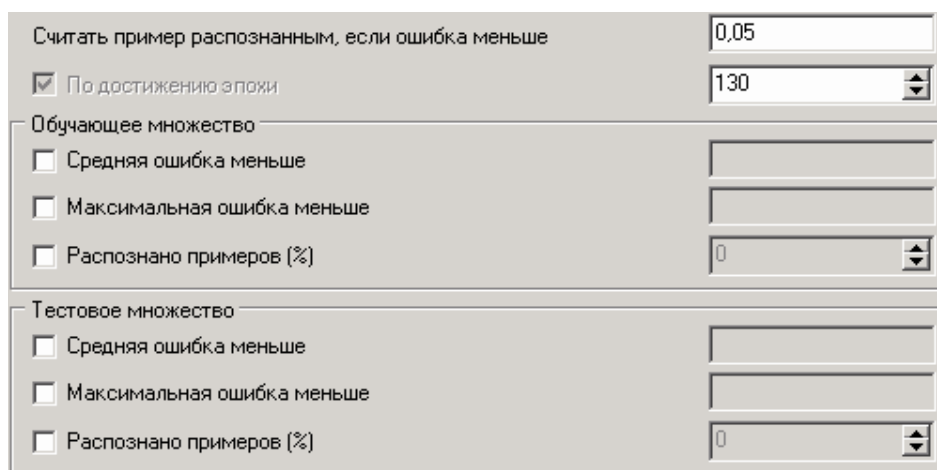 Считать пример распознанным, если ошибка меньше 0,05
По достижению эпохи 130
Обучающее множество
Средняя ошибка меньше
Максимальная ошибка меньше
Распознано примеров (%) 0
Тестовое множество
Средняя ошибка меньше
Максимальная ошибка меньше
Распознано примеров (%) 0